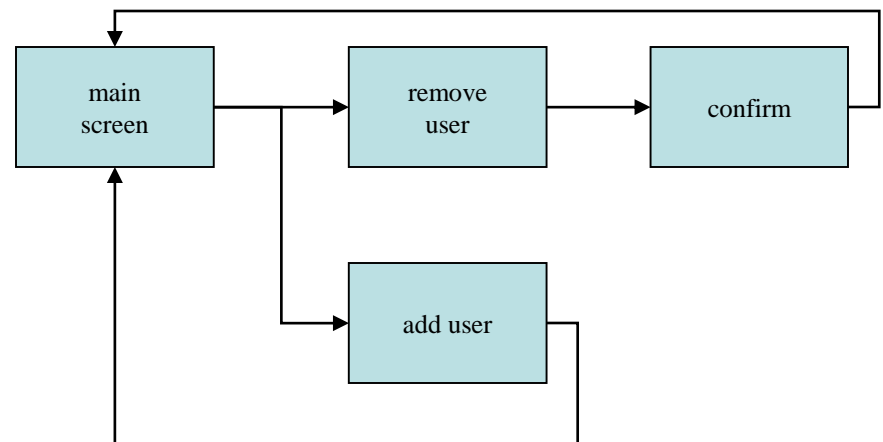 main
screen
remove
user
confirm
add user